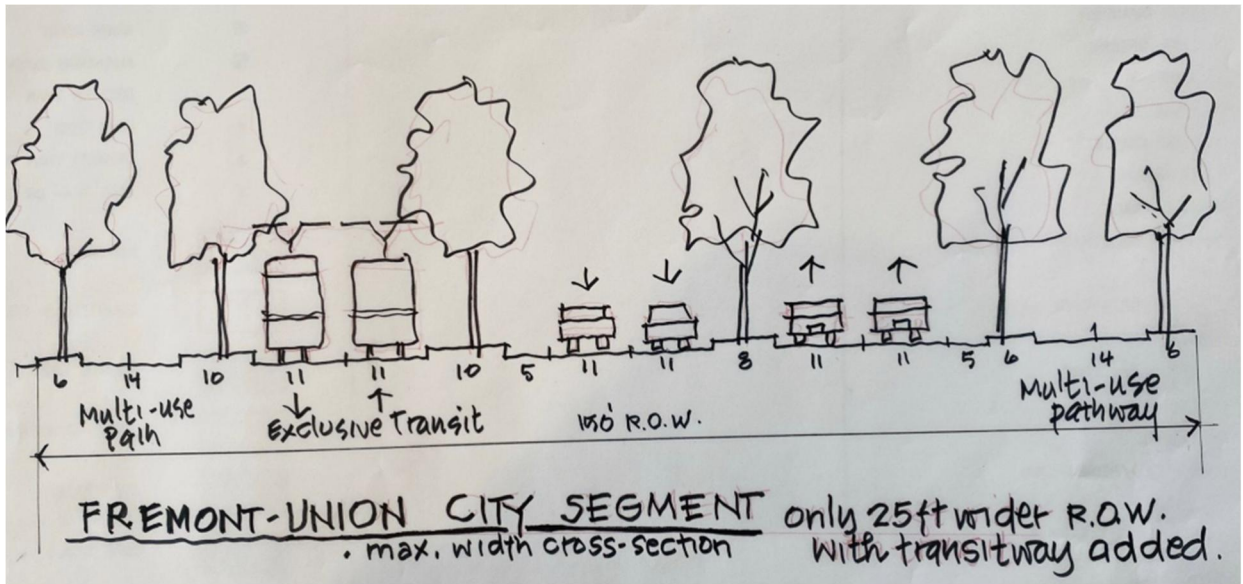 6 14 10 11 11 10 5 11 11 8 11 11 5 6 14 6
Multi-use
Path
Exclusive Transit
150' R.O.W.
Multi-use
pathway
FREMONT-UNION CITY SEGMENT only 25ft wider R.O.W.
· max. width cross-section with transitway added.